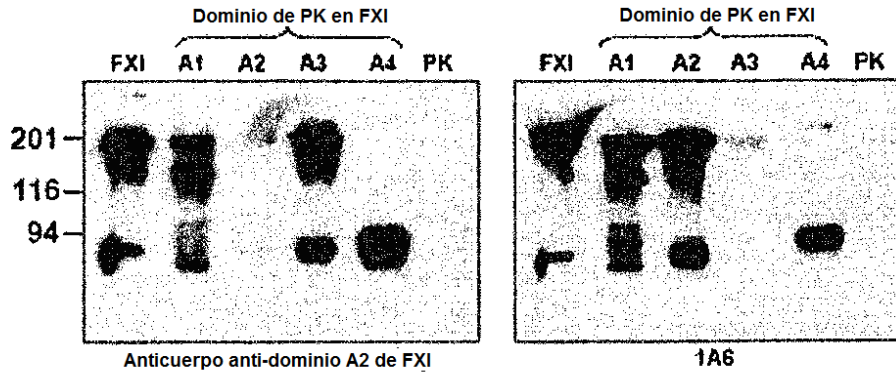 Dominio de PK en FXI
FXI A1 A2 A3 A4 PK
201
116
94
Anticuerpo anti-dominio A2 de FXI
Dominio de PK en FXI
FXI A1 A2 A3 A4 PK
1A6